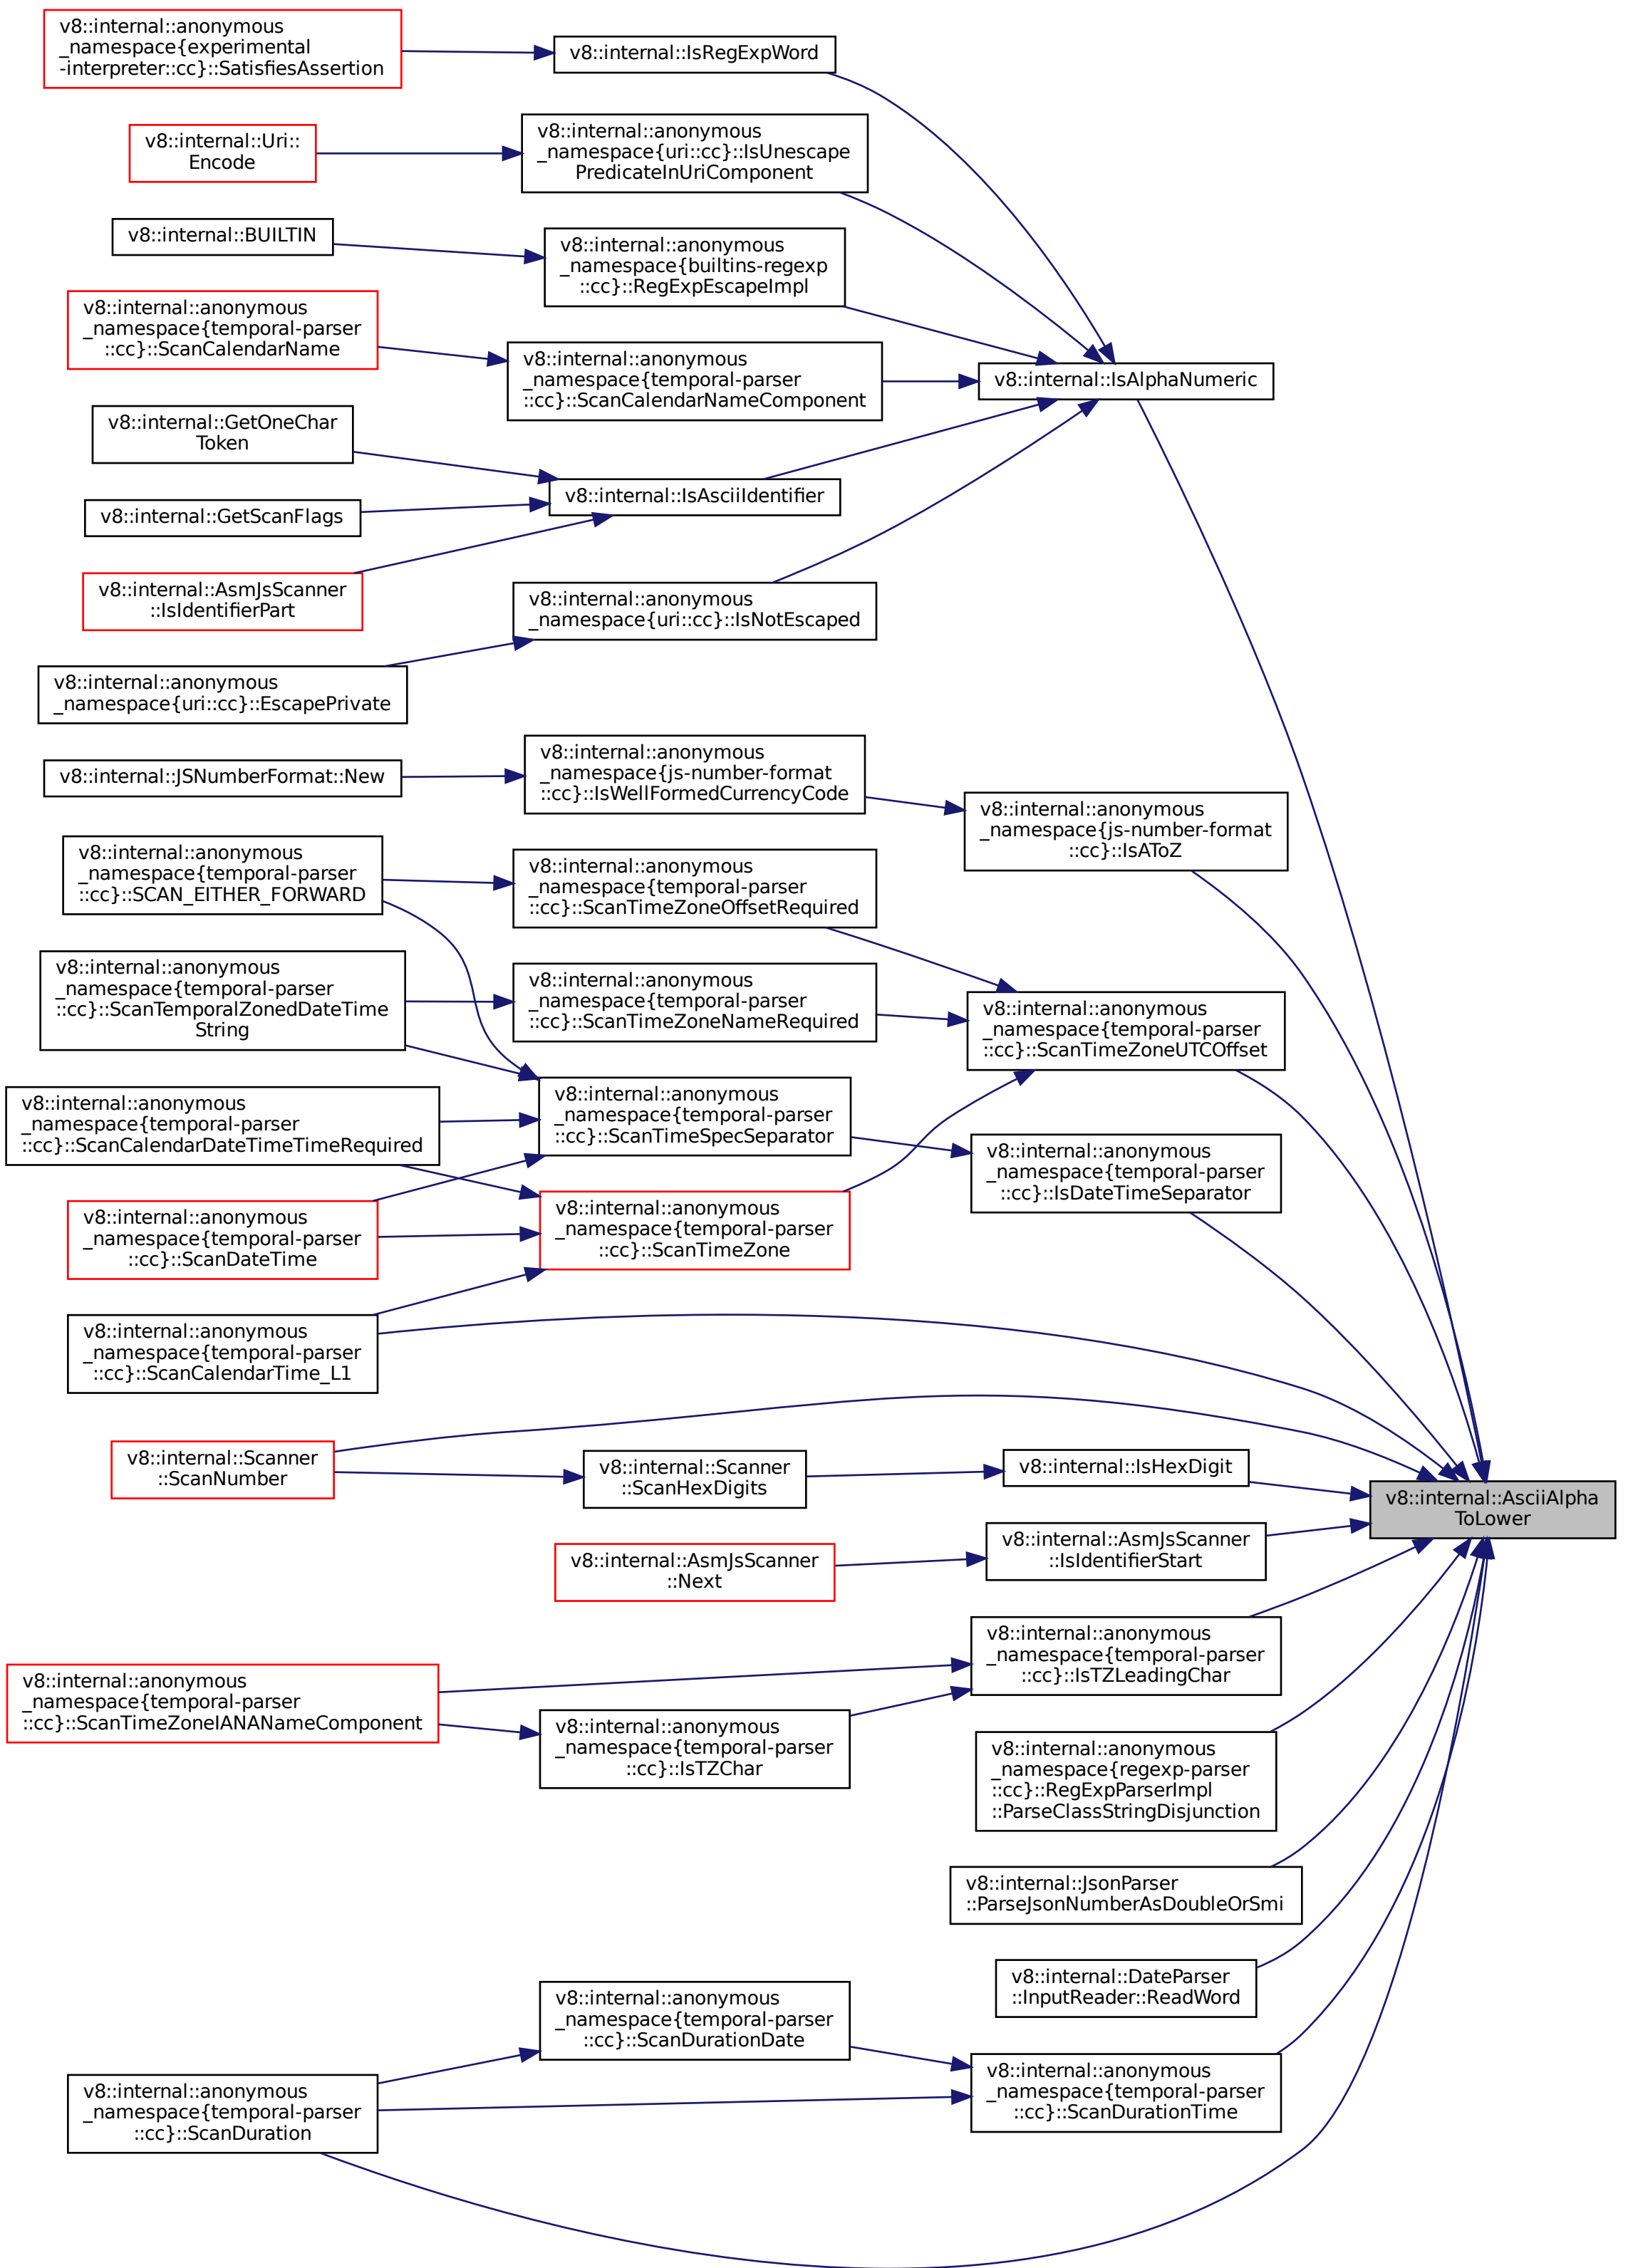 v8::internal::anonymous
_namespace{experimental
-interpreter::cc}::SatisfiesAssertion
v8::internal::IsRegExpWord
v8::internal::Uri::
Encode
v8::internal::anonymous
_namespace{uri::cc}::IsUnescape
PredicateInUriComponent
v8::internal::BUILTIN
v8::internal::anonymous
_namespace{builtins-regexp
::cc}::RegExpEscapeImpl
v8::internal::anonymous
_namespace{temporal-parser
::cc}::ScanCalendarName
v8::internal::anonymous
_namespace{temporal-parser
::cc}::ScanCalendarNameComponent
v8::internal::IsAlphaNumeric
v8::internal::GetOneChar
Token
v8::internal::GetScanFlags
v8::internal::IsAsciiIdentifier
v8::internal::AsmJsScanner
::IsIdentifierPart
v8::internal::anonymous
_namespace{uri::cc}::IsNotEscaped
v8::internal::anonymous
_namespace{uri::cc}::EscapePrivate
v8::internal::JSNumberFormat::New
v8::internal::anonymous
_namespace{js-number-format
::cc}::IsWellFormedCurrencyCode
v8::internal::anonymous
_namespace{js-number-format
::cc}::IsAToZ
v8::internal::anonymous
_namespace{temporal-parser
::cc}::SCAN_EITHER_FORWARD
v8::internal::anonymous
_namespace{temporal-parser
::cc}::ScanTimeZoneOffsetRequired
v8::internal::anonymous
_namespace{temporal-parser
::cc}::ScanTemporalZonedDateTime
String
v8::internal::anonymous
_namespace{temporal-parser
::cc}::ScanTimeZoneNameRequired
v8::internal::anonymous
_namespace{temporal-parser
::cc}::ScanTimeZoneUTCOffset
v8::internal::anonymous
_namespace{temporal-parser
::cc}::ScanCalendarDateTimeTimeRequired
v8::internal::anonymous
_namespace{temporal-parser
::cc}::ScanTimeSpecSeparator
v8::internal::anonymous
_namespace{temporal-parser
::cc}::IsDateTimeSeparator
v8::internal::anonymous
_namespace{temporal-parser
::cc}::ScanDateTime
v8::internal::anonymous
_namespace{temporal-parser
::cc}::ScanTimeZone
v8::internal::anonymous
_namespace{temporal-parser
::cc}::ScanCalendarTime_L1
v8::internal::Scanner
::ScanNumber
v8::internal::Scanner
::ScanHexDigits
v8::internal::IsHexDigit
v8::internal::AsciiAlpha
ToLower
v8::internal::AsmJsScanner
::Next
v8::internal::AsmJsScanner
::IsIdentifierStart
v8::internal::anonymous
_namespace{temporal-parser
::cc}::IsTZLeadingChar
v8::internal::anonymous
_namespace{temporal-parser
::cc}::ScanTimeZoneIANANameComponent
v8::internal::anonymous
_namespace{temporal-parser
::cc}::IsTZChar
v8::internal::anonymous
_namespace{regexp-parser
::cc}::RegExpParserImpl
::ParseClassStringDisjunction
v8::internal::JsonParser
::ParseJsonNumberAsDoubleOrSmi
v8::internal::DateParser
::InputReader::ReadWord
v8::internal::anonymous
_namespace{temporal-parser
::cc}::ScanDurationDate
v8::internal::anonymous
_namespace{temporal-parser
::cc}::ScanDurationTime
v8::internal::anonymous
_namespace{temporal-parser
::cc}::ScanDuration